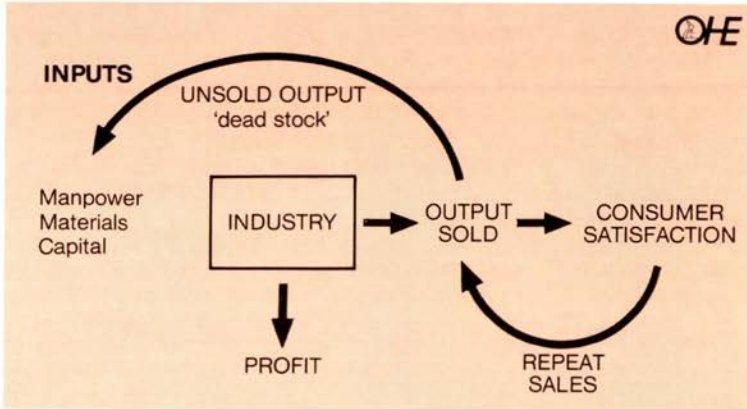 OHE
INPUTS
UNSOLD OUTPUT
'dead stock'
Manpower
Materials
Capital
INDUSTRY
OUTPUT
SOLD
CONSUMER
SATISFACTION
PROFIT
REPEAT
SALES